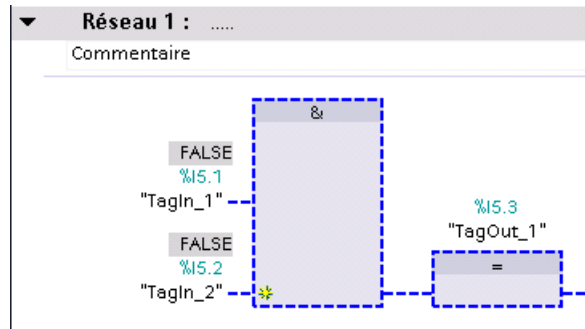 Réseau 1 : .....
Commentaire
&
FALSE
%I5.1
"TagIn_1"
%I5.3
"TagOut_1"
FALSE
=
%I5.2
"TagIn_2"